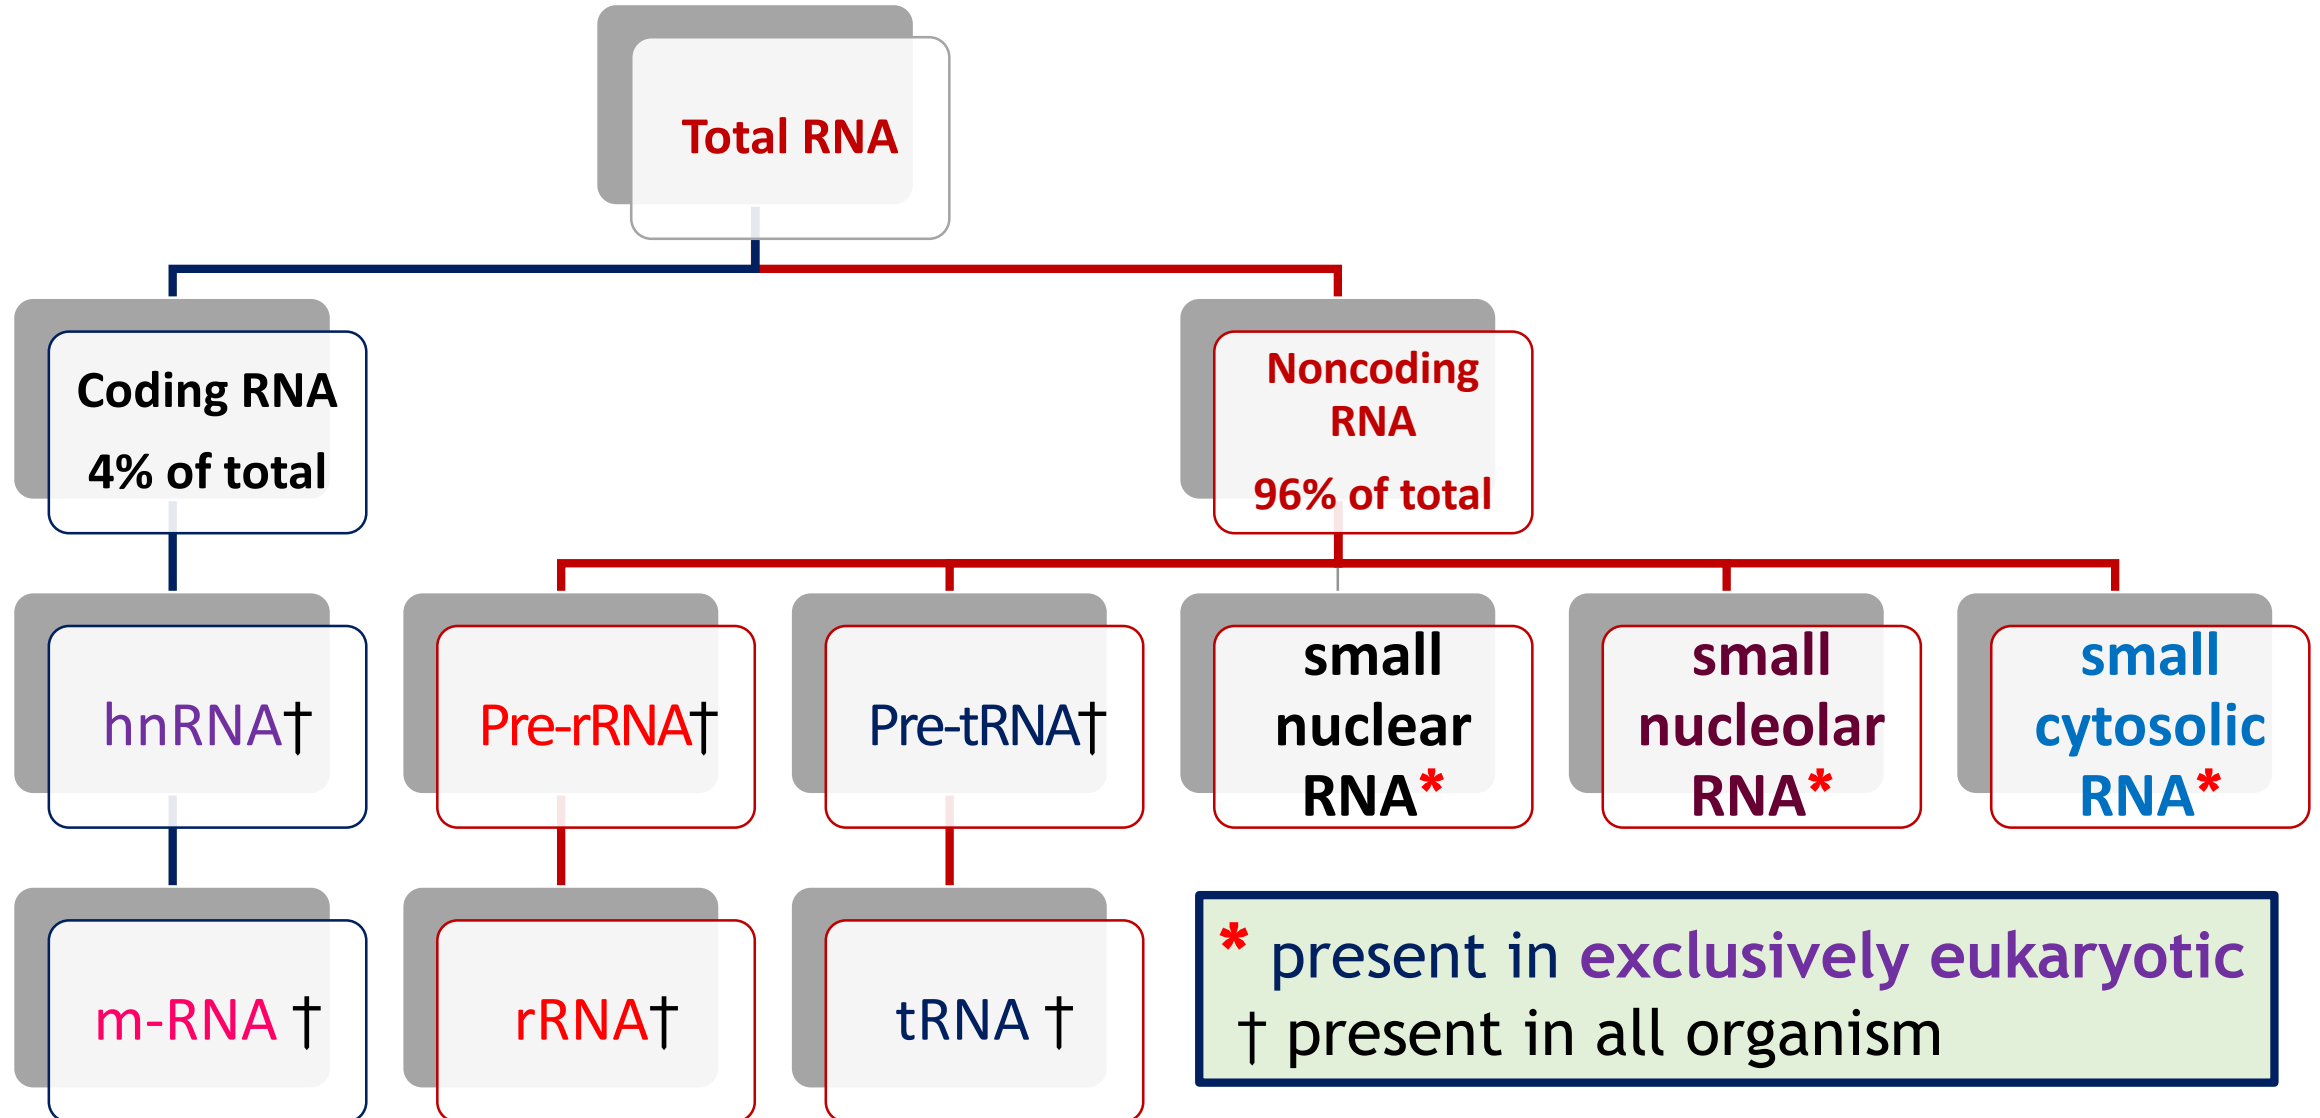 Total RNA
Coding RNA
4% of total
Noncoding
RNA
96% of total
hnRNA†
Pre-rRNA†
Pre-tRNA†
small
nuclear
RNA*
small
nucleolar
RNA*
small
cytosolic
RNA*
m-RNA †
rRNA†
tRNA †
* present in exclusively eukaryotic
† present in all organism